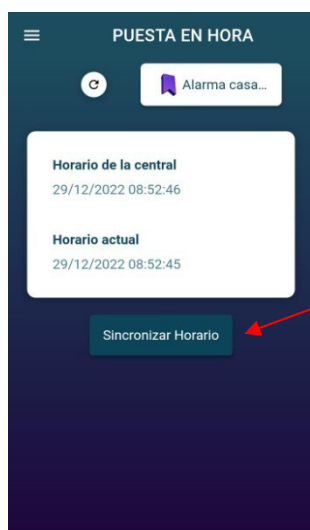 PUESTA EN HORA
Alarma casa...
Horario de la central
29/12/2022 08:52:46
Horario actual
29/12/2022 08:52:45
Sincronizar Horario